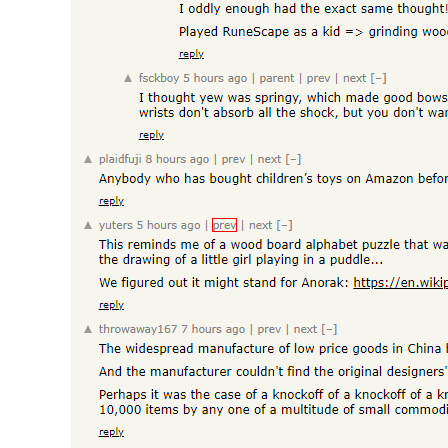 I oddly enough had the exact same thought!
Played RuneScape as a kid => grinding
reply
▲ fsckboy 5 hours ago | parent | prev | next [–]
I thought yew was springy, which made good bows
wrists don't absorb all the shock, but you don't
reply
▲ plaidfuji 8 hours ago | prev | next [–]
Anybody who has bought children's toys on Amazon
reply
▲ yuters 5 hours ago | prev | next [–]
This reminds me of a wood board alphabet puzzle that
the drawing of a little girl playing in a puddle...
We figured out it might stand for Anorak: https://en.wikip
reply
▲ throwaway167 7 hours ago | prev | next [–]
The widespread manufacture of low price goods in China
And the manufacturer couldn't find the original designers'
Perhaps it was the case of a knockoff of a knockoff of a
10,000 items by any one of a multitude of small
reply